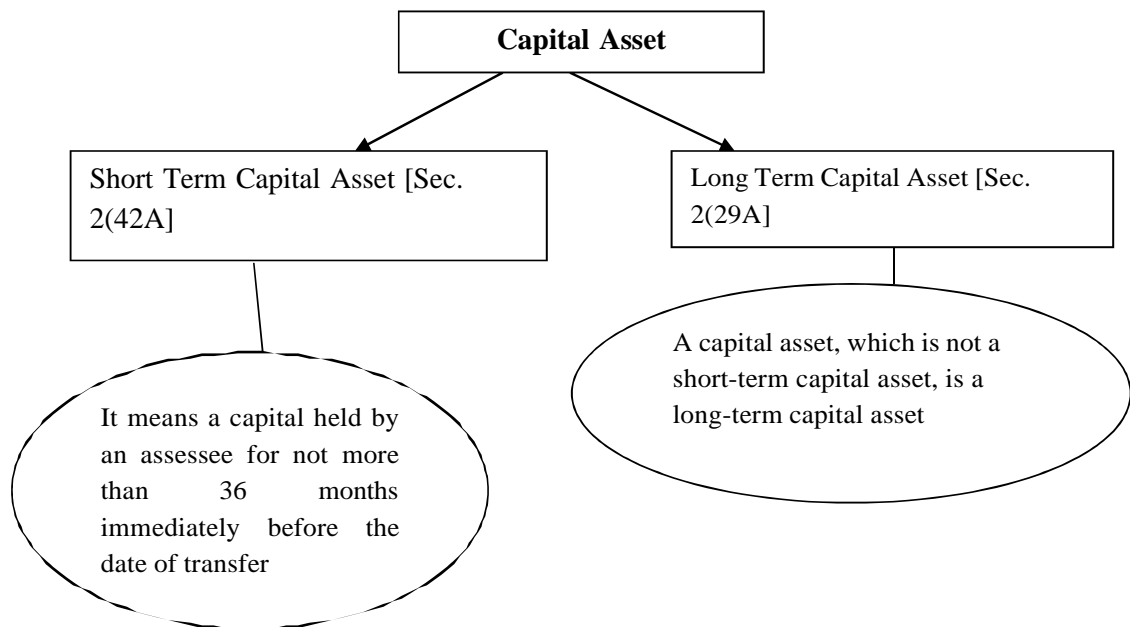 Capital Asset
Short Term Capital Asset [Sec.
2(42A]
Long Term Capital Asset [Sec.
2(29A]
It means a capital held by
an assessee for not more
than 36 months
immediately before the
date of transfer
A capital asset, which is not a
short-term capital asset, is a
long-term capital asset